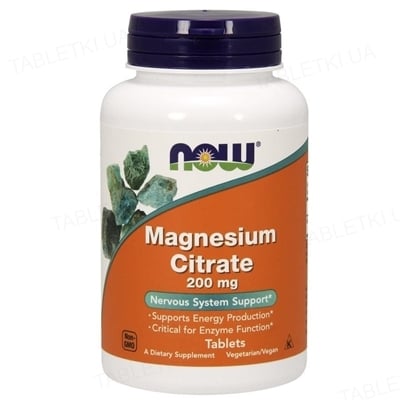 TABLETKI.UA
now
Magnesium
Citrate
200 mg
Nervous System Support*
•Supports Energy Production*
•Critical for Enzyme Function*
Tablets
Non-
GMO
A Dietary Supplement Vegetarian/Vegan
K